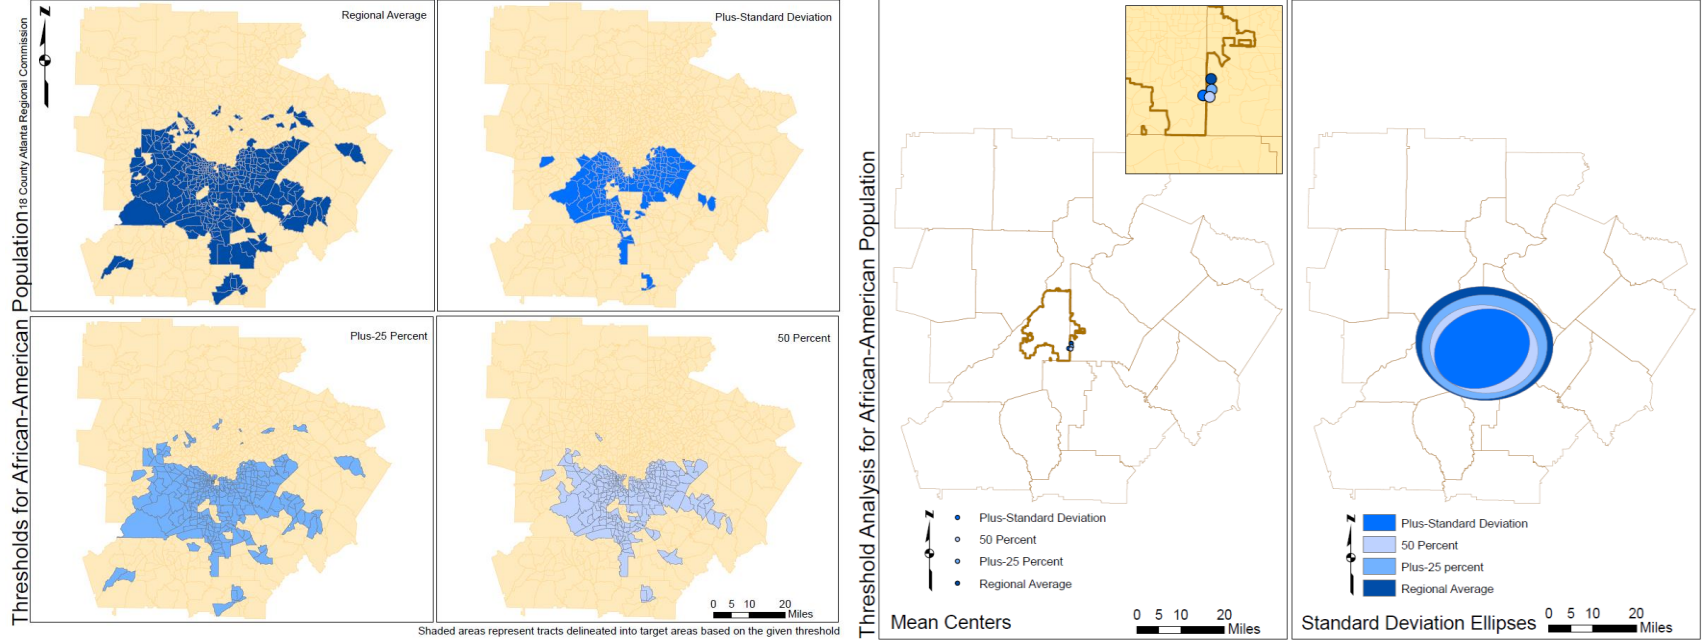 Thresholds for African-American Population 18 County Atlanta Regional Commission
N
Regional Average
Plus-Standard Deviation
Plus-25 Percent
50 Percent
0 5 10 20
Miles
Shaded areas represent tracts delineated into target areas based on the given threshold
Threshold Analysis for African-American Population
N
Plus-Standard Deviation
50 Percent
Plus-25 Percent
Regional Average
Mean Centers
0 5 10 20
Miles
N
Plus-Standard Deviation
50 Percent
Plus-25 percent
Regional Average
Standard Deviation Ellipses
0 5 10 20
Miles